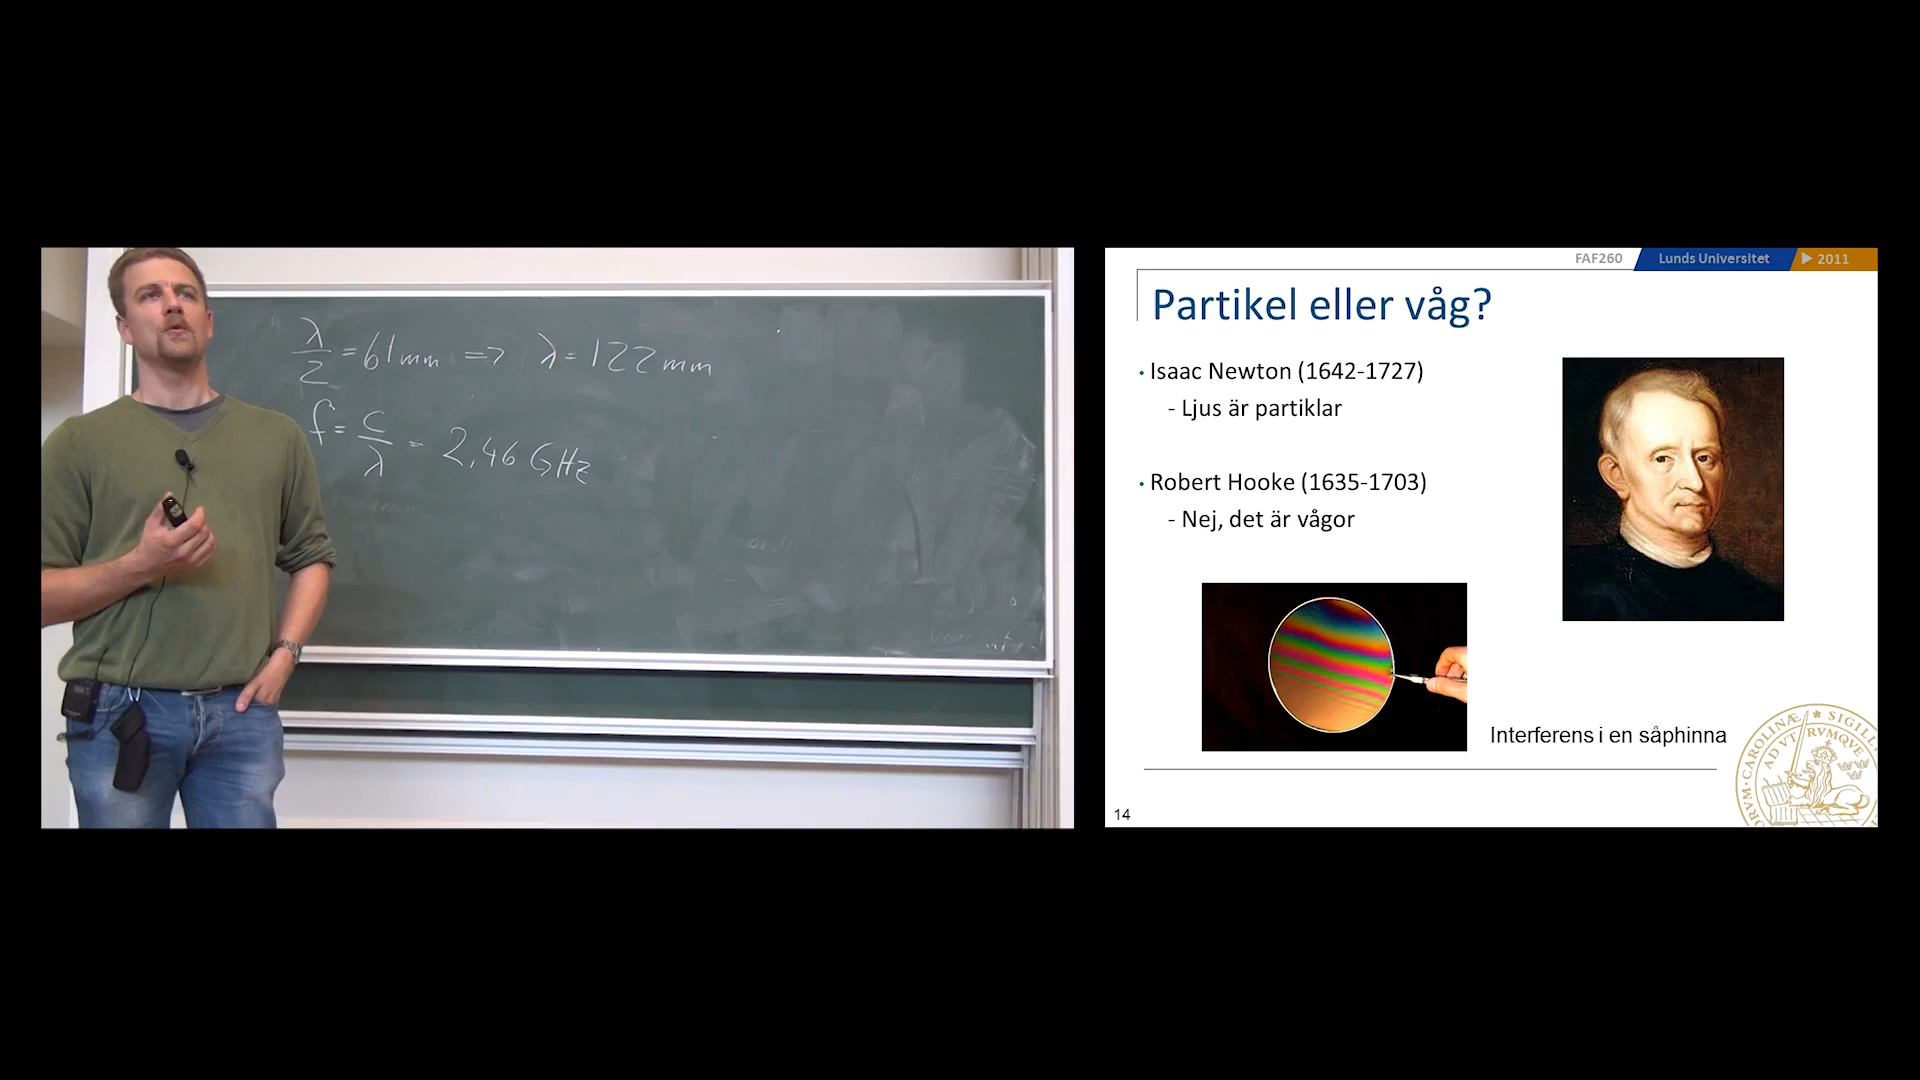 λ/2 = 61 mm => λ = 122 mm
f = c/λ = 2,46 GHz
FAF260 Lunds Universitet ▶ 2011
Partikel eller våg?
• Isaac Newton (1642-1727)
- Ljus är partiklar
• Robert Hooke (1635-1703)
- Nej, det är vågor
Interferens i en såphinna
14